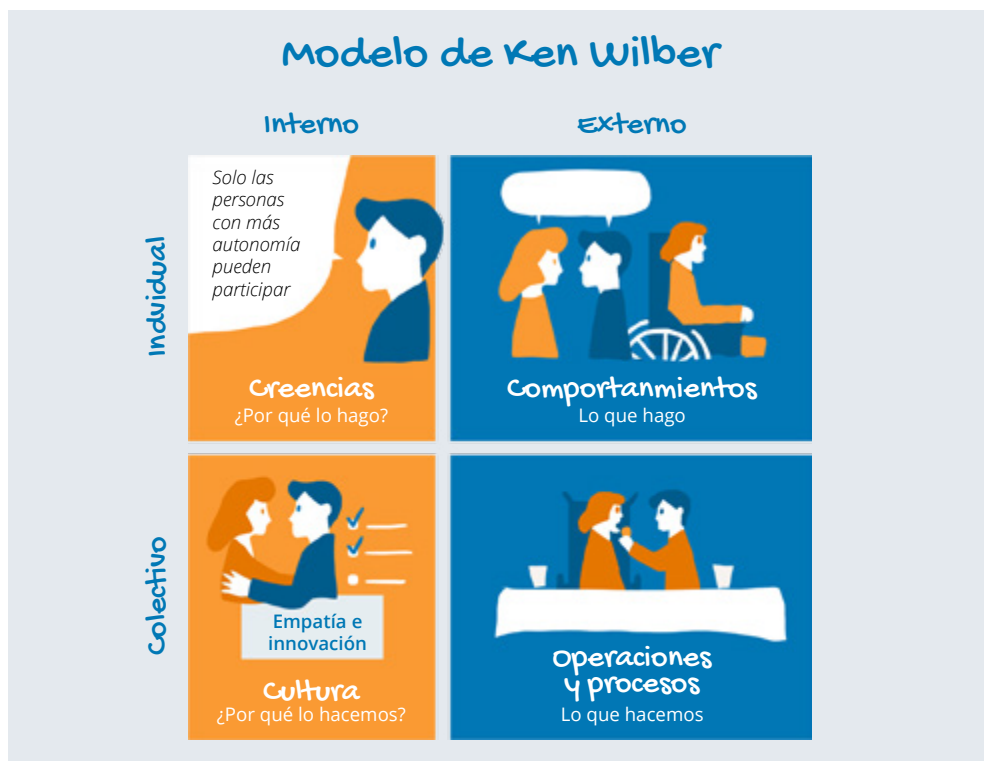 Modelo de Ken Wilber
Interno
Externo
Indvidual
Solo las
personas
con más
autonomía
pueden
participar
Creencias
¿Por qué lo hago?
Comportanmientos
Lo que hago
Colectivo
Empatía e
innovación
Cultura
¿Por qué lo hacemos?
Operaciones
y procesos
Lo que hacemos